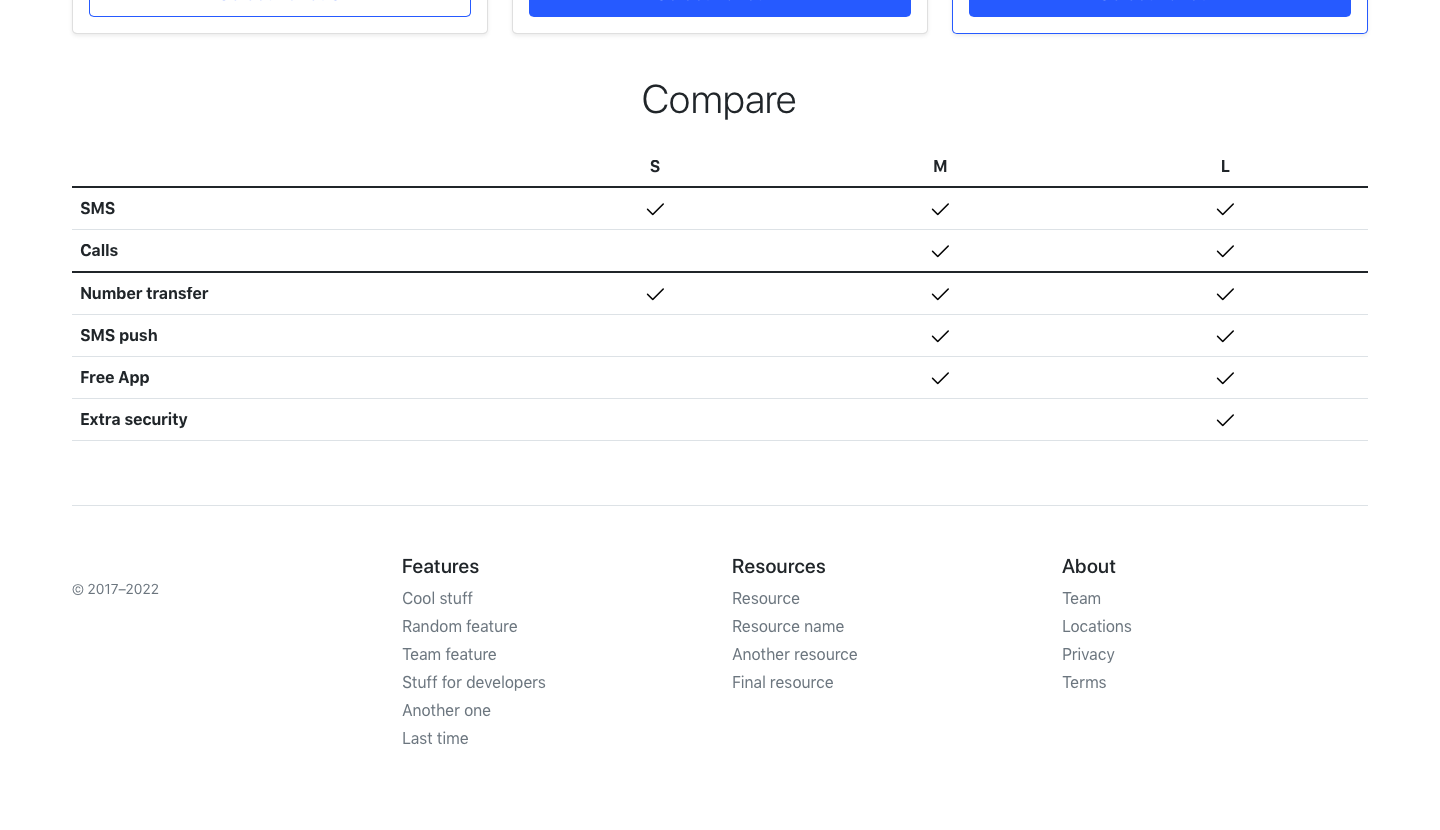 Compare
S M L
SMS
Calls
Number transfer
SMS push
Free App
Extra security
© 2017–2022
Features
Cool stuff
Random feature
Team feature
Stuff for developers
Another one
Last time
Resources
Resource
Resource name
Another resource
Final resource
About
Team
Locations
Privacy
Terms